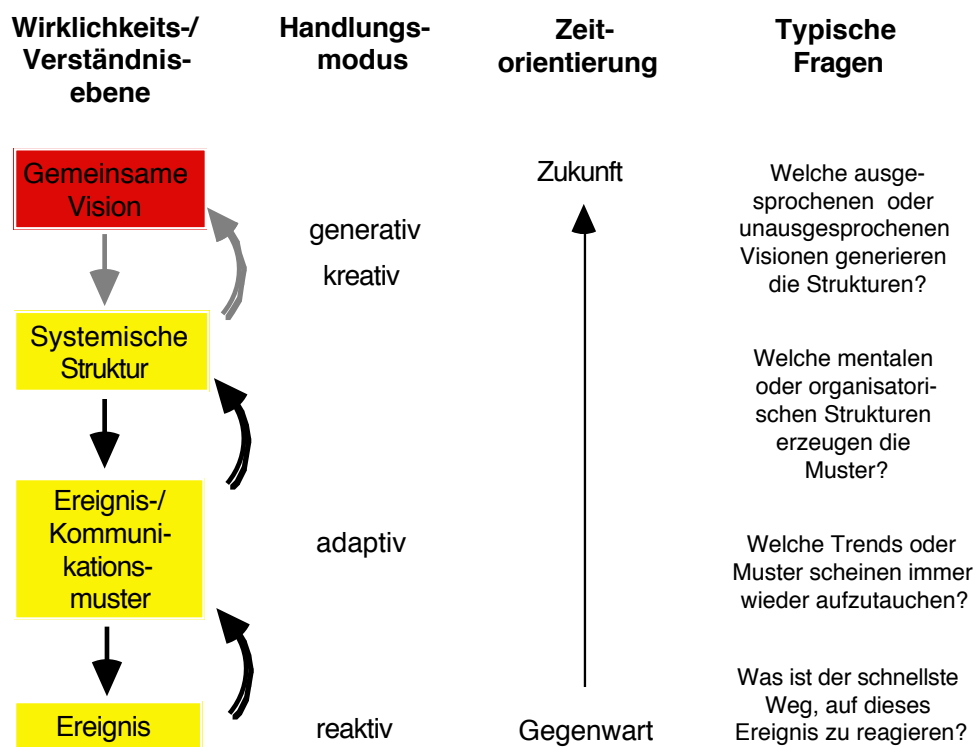 Wirklichkeits-/
Verständnis-
ebene
Handlungs-
modus
Zeit-
orientierung
Typische
Fragen
Gemeinsame
Vision
generativ
kreativ
Zukunft
Welche ausge-
sprochenen oder
unausgesprochenen
Visionen generieren
die Strukturen?
Systemische
Struktur
Welche mentalen
oder organisatori-
schen Strukturen
erzeugen die
Muster?
Ereignis-/
Kommuni-
kations-
muster
adaptiv
Welche Trends oder
Muster scheinen immer
wieder aufzutauchen?
Ereignis
reaktiv
Gegenwart
Was ist der schnellste
Weg, auf dieses
Ereignis zu reagieren?